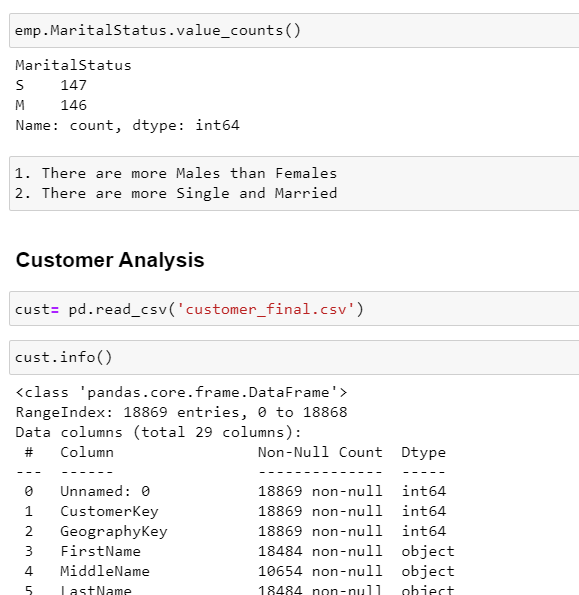 emp.MaritalStatus.value_counts()
MaritalStatus
S    147
M    146
Name: count, dtype: int64
1. There are more Males than Females
2. There are more Single and Married
Customer Analysis
cust= pd.read_csv('customer_final.csv')
cust.info()
<class 'pandas.core.frame.DataFrame'>
RangeIndex: 18869 entries, 0 to 18868
Data columns (total 29 columns):
 #   Column                Non-Null Count  Dtype
---  ------                --------------  -----
 0   Unnamed: 0            18869 non-null  int64
 1   CustomerKey           18869 non-null  int64
 2   GeographyKey          18869 non-null  int64
 3   FirstName             18484 non-null  object
 4   MiddleName            10654 non-null  object
 5   LastName              18484 non-null  object